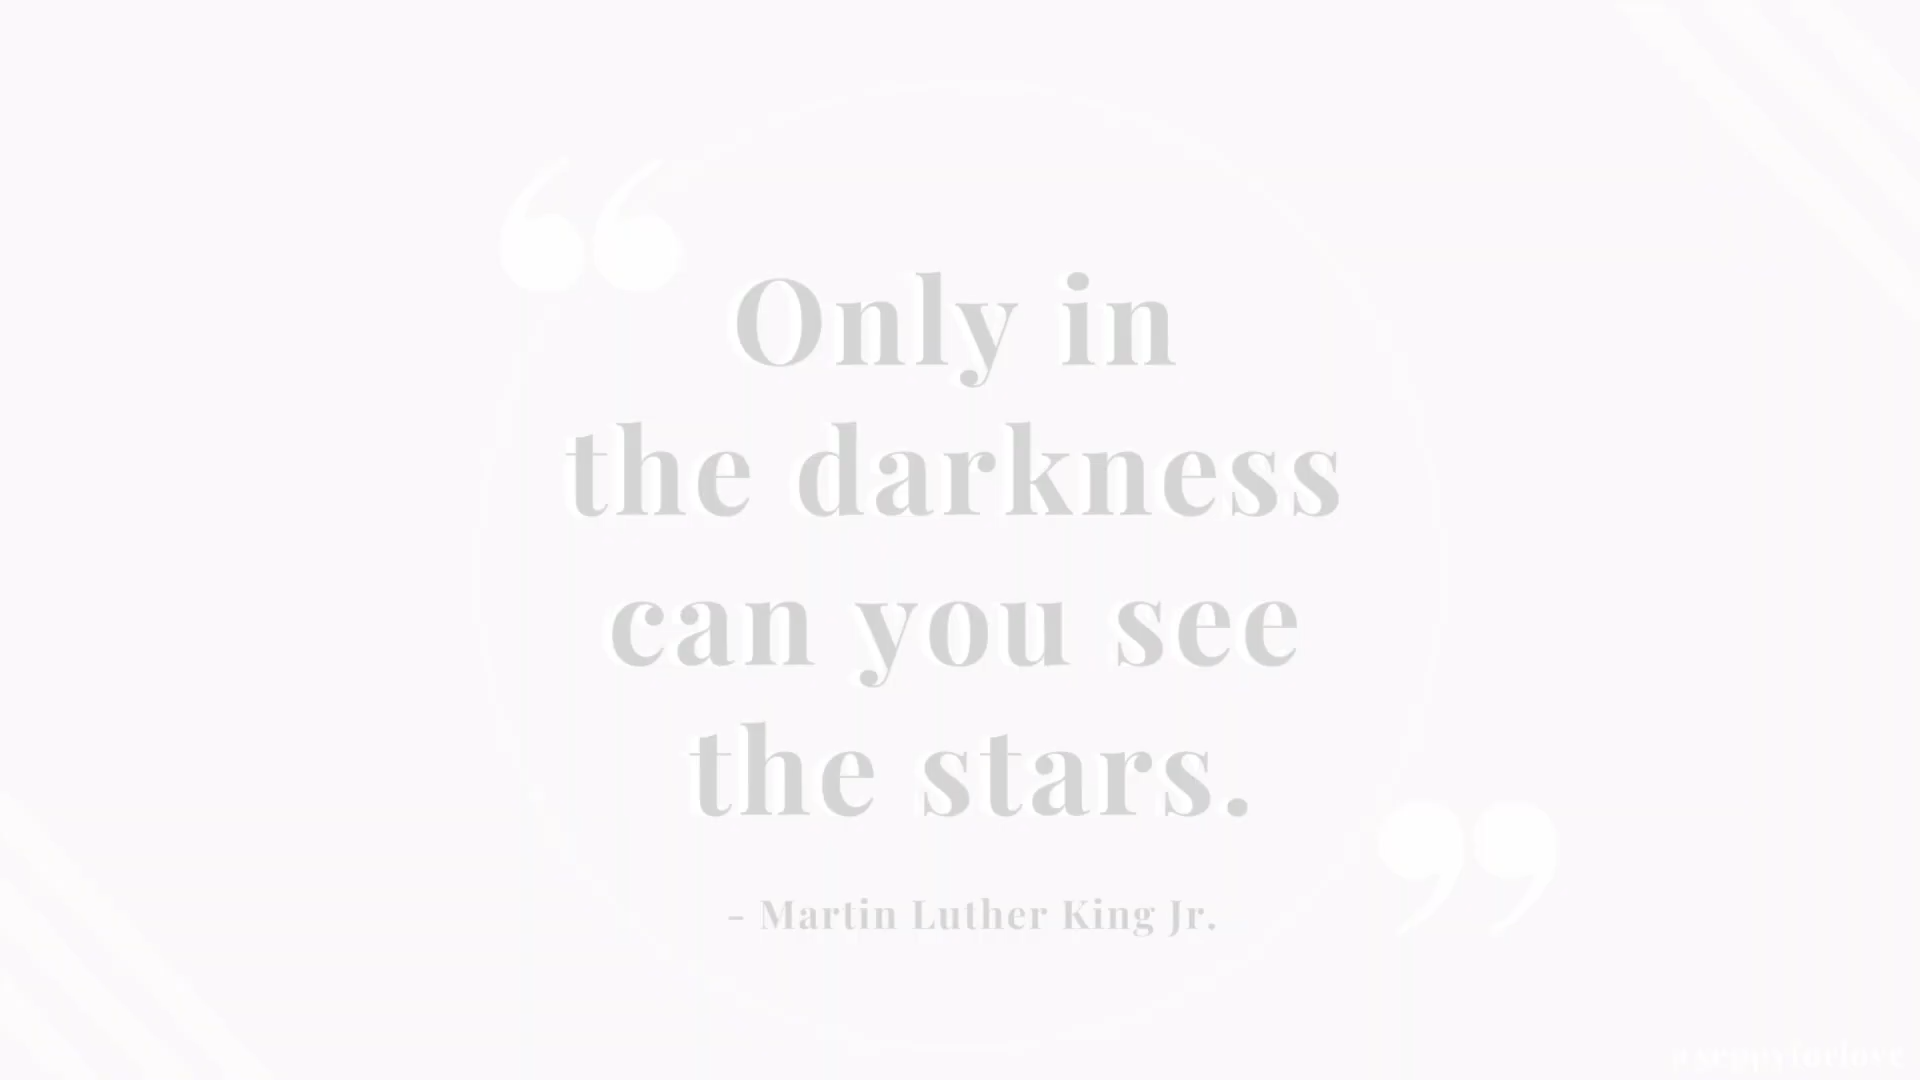 “
Only in
the darkness
can you see
the stars.
”
- Martin Luther King Jr.